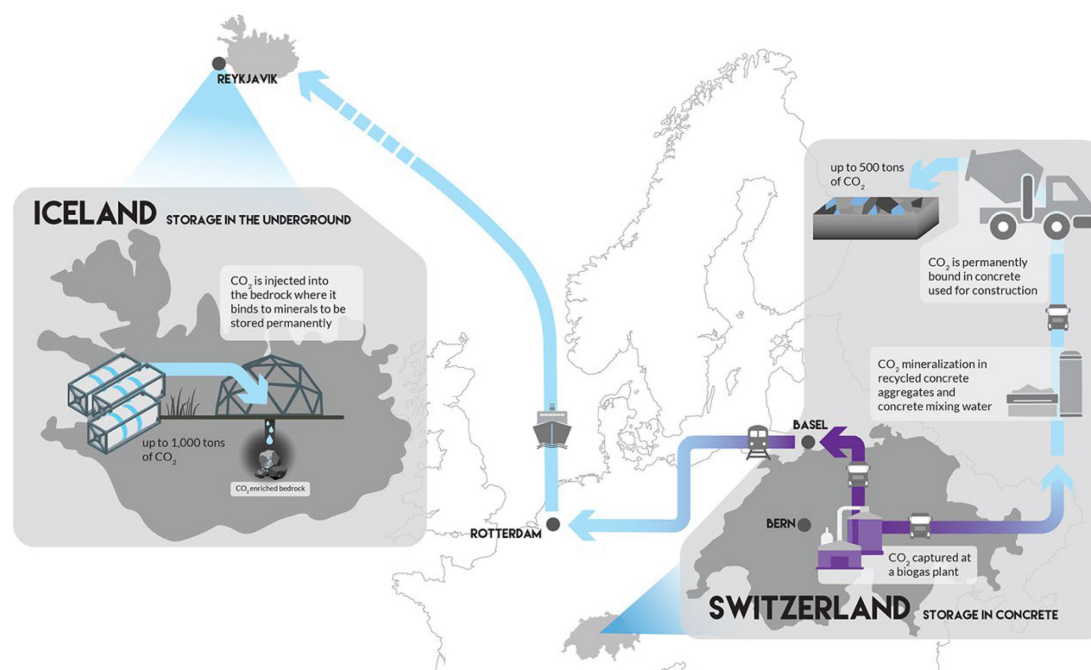 REYKJAVIK
ICELAND STORAGE IN THE UNDERGROUND
CO₂ is injected into
the bedrock where it
binds to minerals to be
stored permanently
up to 1,000 tons
of CO₂
CO₂ enriched bedrock
ROTTERDAM
BASEL
BERN
up to 500 tons
of CO₂
CO₂ is permanently
bound in concrete
used for construction
CO₂ mineralization in
recycled concrete
aggregates and
concrete mixing water
CO₂ captured at
a biogas plant
SWITZERLAND STORAGE IN CONCRETE